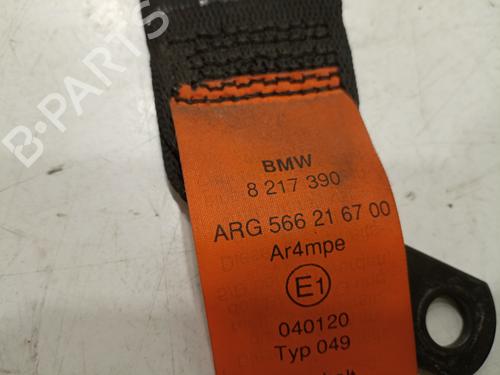 B-PARTS
BMW
8 217 390
ARG 566 21 67 00
Ar4mpe
E1
040120
Typ 049